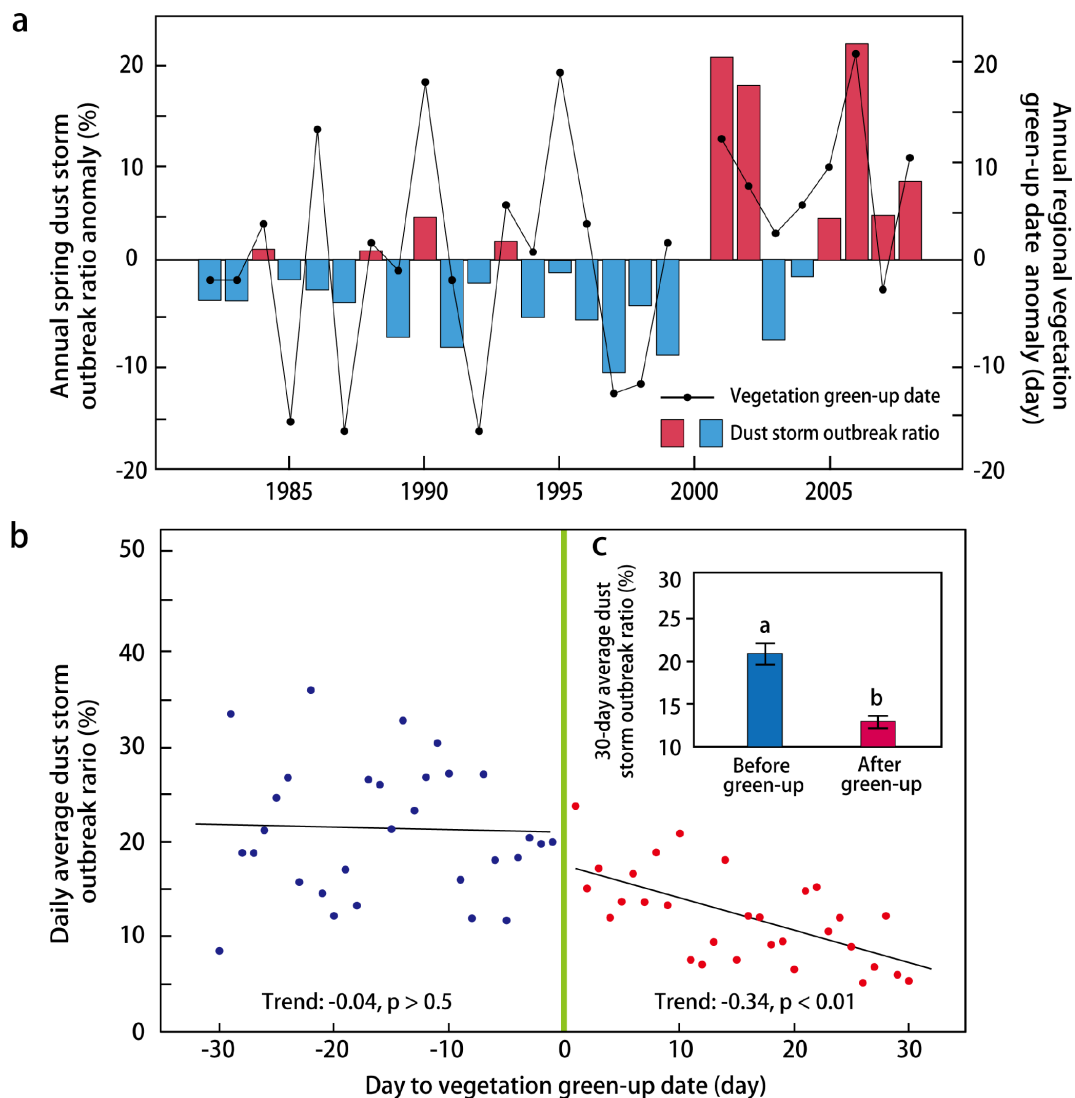 a
Annual spring dust storm
outbreak ratio anomaly (%)
20
10
0
-10
-20
20
10
0
-10
-20
Annual regional vegetation
green-up date anomaly (day)
Vegetation green-up date
Dust storm outbreak ratio
1985
1990
1995
2000
2005
b
Daily average dust storm
outbreak rario (%)
50
40
30
20
10
0
Trend: -0.04, p > 0.5
Trend: -0.34, p < 0.01
-30
-20
-10
0
10
20
30
Day to vegetation green-up date (day)
C
30-day average dust
storm outbreak ratio (%)
30
25
20
15
10
a
b
Before
green-up
After
green-up